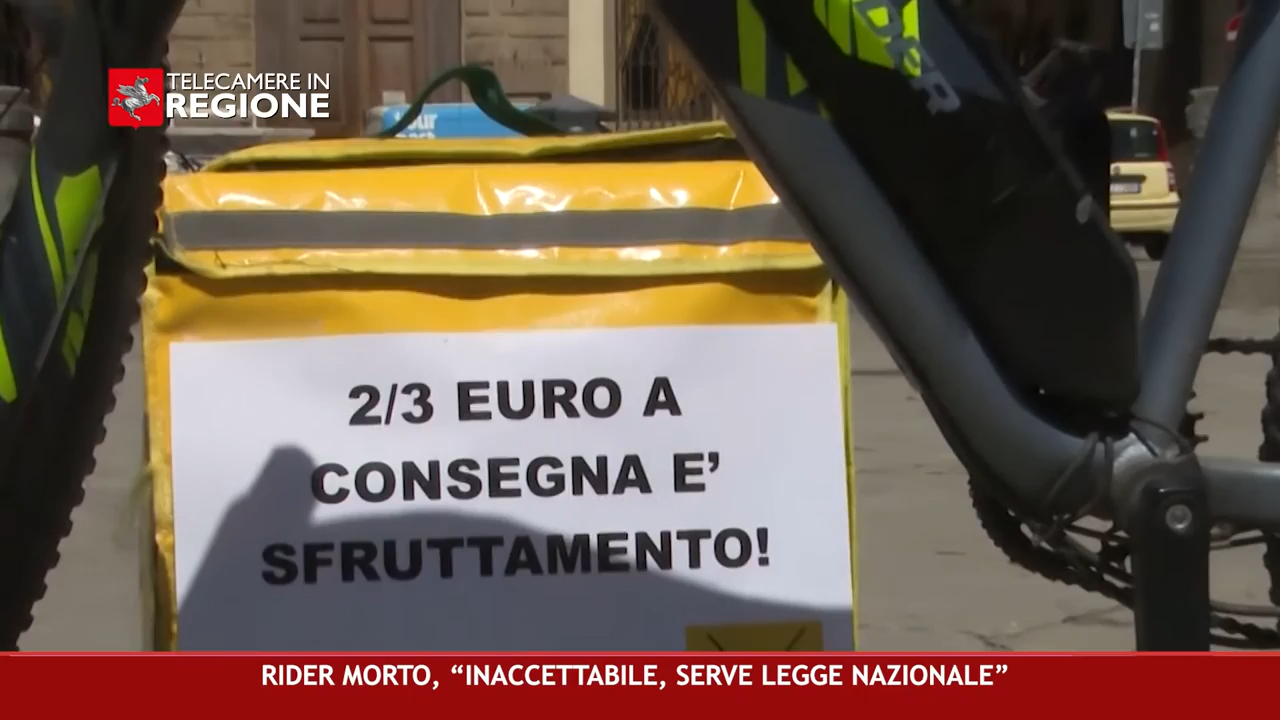 TELECAMERE IN
REGIONE
2/3 EURO A
CONSEGNA E’
SFRUTTAMENTO!
RIDER MORTO, “INACCETTABILE, SERVE LEGGE NAZIONALE”